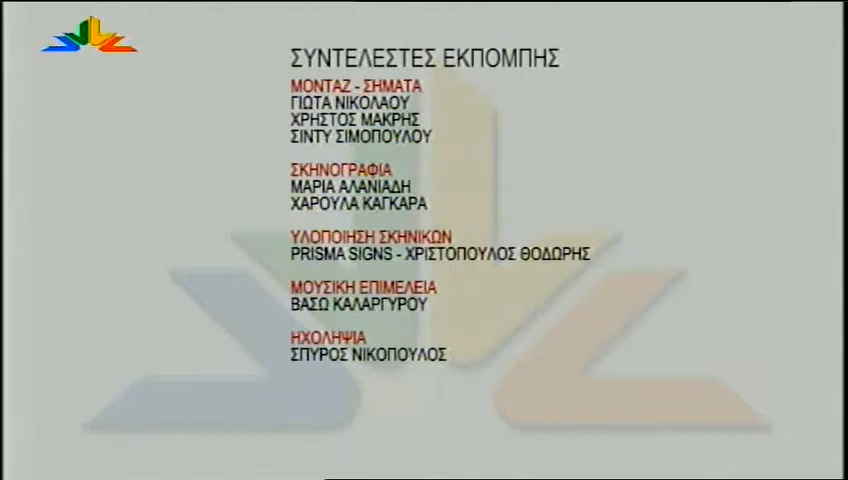 ΣΥΝΤΕΛΕΣΤΕΣ ΕΚΠΟΜΠΗΣ
ΜΟΝΤΑΖ - ΣΗΜΑΤΑ
ΓΙΩΤΑ ΝΙΚΟΛΑΟΥ
ΧΡΗΣΤΟΣ ΜΑΚΡΗΣ
ΣΙΝΤΥ ΣΙΜΟΠΟΥΛΟΥ
ΣΚΗΝΟΓΡΑΦΙΑ
ΜΑΡΙΑ ΑΛΑΝΙΑΔΗ
ΧΑΡΟΥΛΑ ΚΑΓΚΑΡΑ
ΥΛΟΠΟΙΗΣΗ ΣΚΗΝΙΚΩΝ
PRISMA SIGNS - ΧΡΙΣΤΟΠΟΥΛΟΣ ΘΟΔΩΡΗΣ
ΜΟΥΣΙΚΗ ΕΠΙΜΕΛΕΙΑ
ΒΑΣΩ ΚΑΛΑΡΓΥΡΟΥ
ΗΧΟΛΗΨΙΑ
ΣΠΥΡΟΣ ΝΙΚΟΠΟΥΛΟΣ